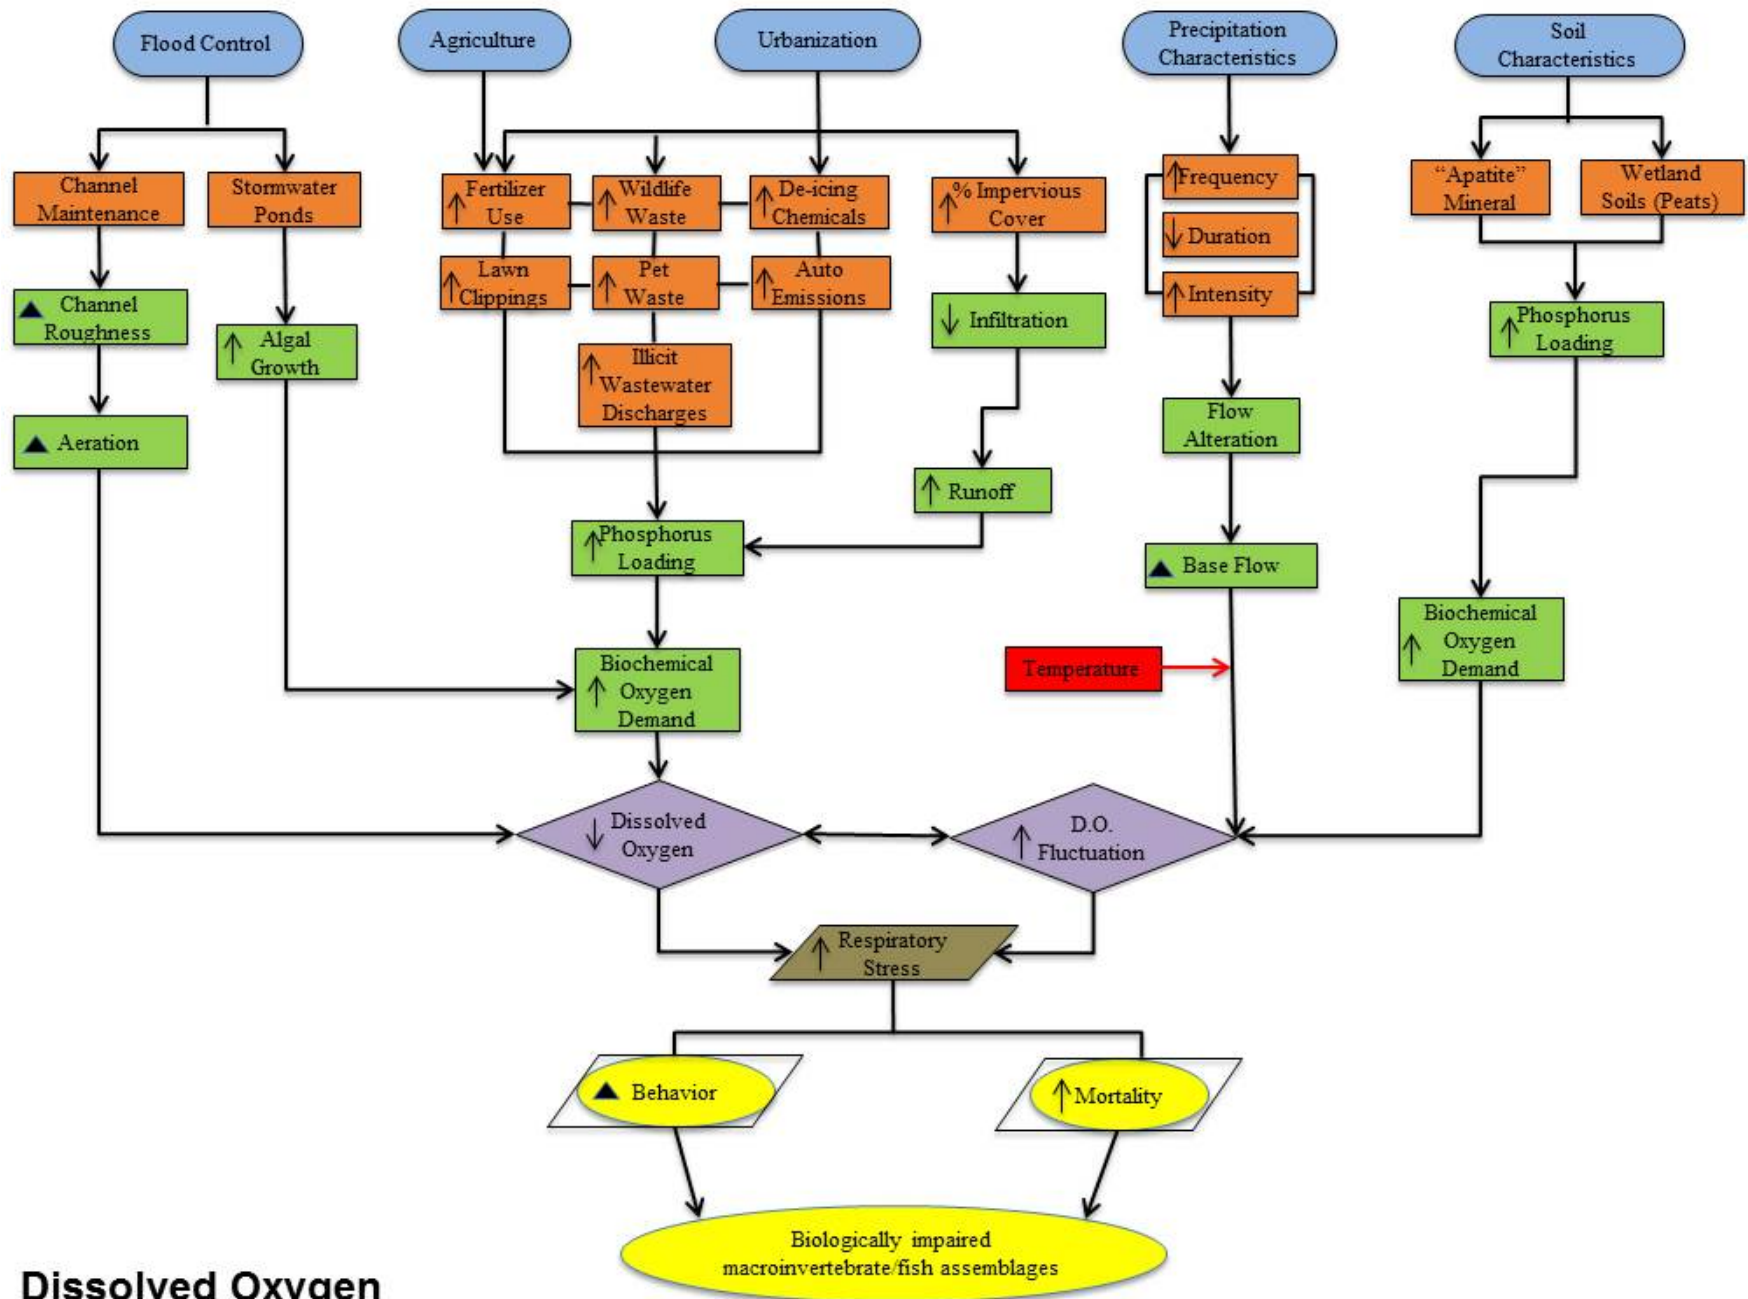 Flood Control
Agriculture
Urbanization
Precipitation
Characteristics
Soil
Characteristics
Channel
Maintenance
Stormwater
Ponds
↑ Fertilizer
Use
↑ Wildlife
Waste
↑ De-icing
Chemicals
↑ % Impervious
Cover
↑ Frequency
↓ Duration
↑ Intensity
“Apatite”
Mineral
Wetland
Soils (Peats)
▲ Channel
Roughness
↑ Algal
Growth
↑ Lawn
Clippings
↑ Pet
Waste
↑ Auto
Emissions
↓ Infiltration
↑ Phosphorus
Loading
↑ Illicit
Wastewater
Discharges
▲ Aeration
Flow
Alteration
↑ Runoff
↑ Phosphorus
Loading
▲ Base Flow
Biochemical
↑ Oxygen
Demand
Temperature
Biochemical
↑ Oxygen
Demand
↓ Dissolved
Oxygen
↑ D.O.
Fluctuation
↑ Respiratory
Stress
▲ Behavior
↑ Mortality
Biologically impaired
macroinvertebrate/fish assemblages
Dissolved Oxygen